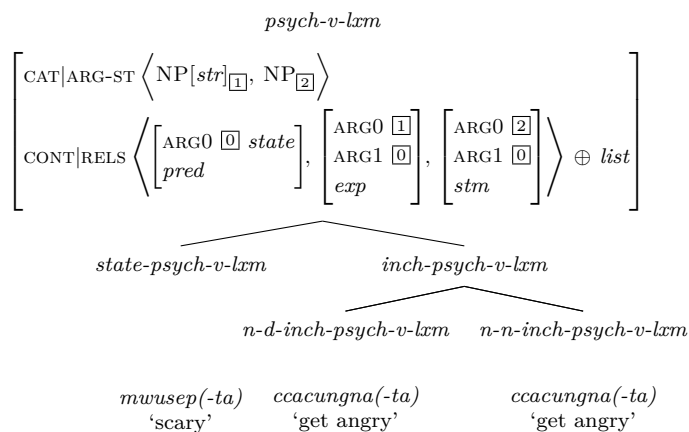 psych-v-lxm
CAT|ARG-ST ⟨NP[str]₍1₎, NP₍2₎⟩
CONT|RELS ⟨[ARG0 [0] state pred], [ARG0 [1] ARG1 [0] exp], [ARG0 [2] ARG1 [0] stm]⟩ ⊕ list
state-psych-v-lxm inch-psych-v-lxm
n-d-inch-psych-v-lxm n-n-inch-psych-v-lxm
mwusep(-ta) ccacungna(-ta) ccacungna(-ta)
‘scary’ ‘get angry’ ‘get angry’